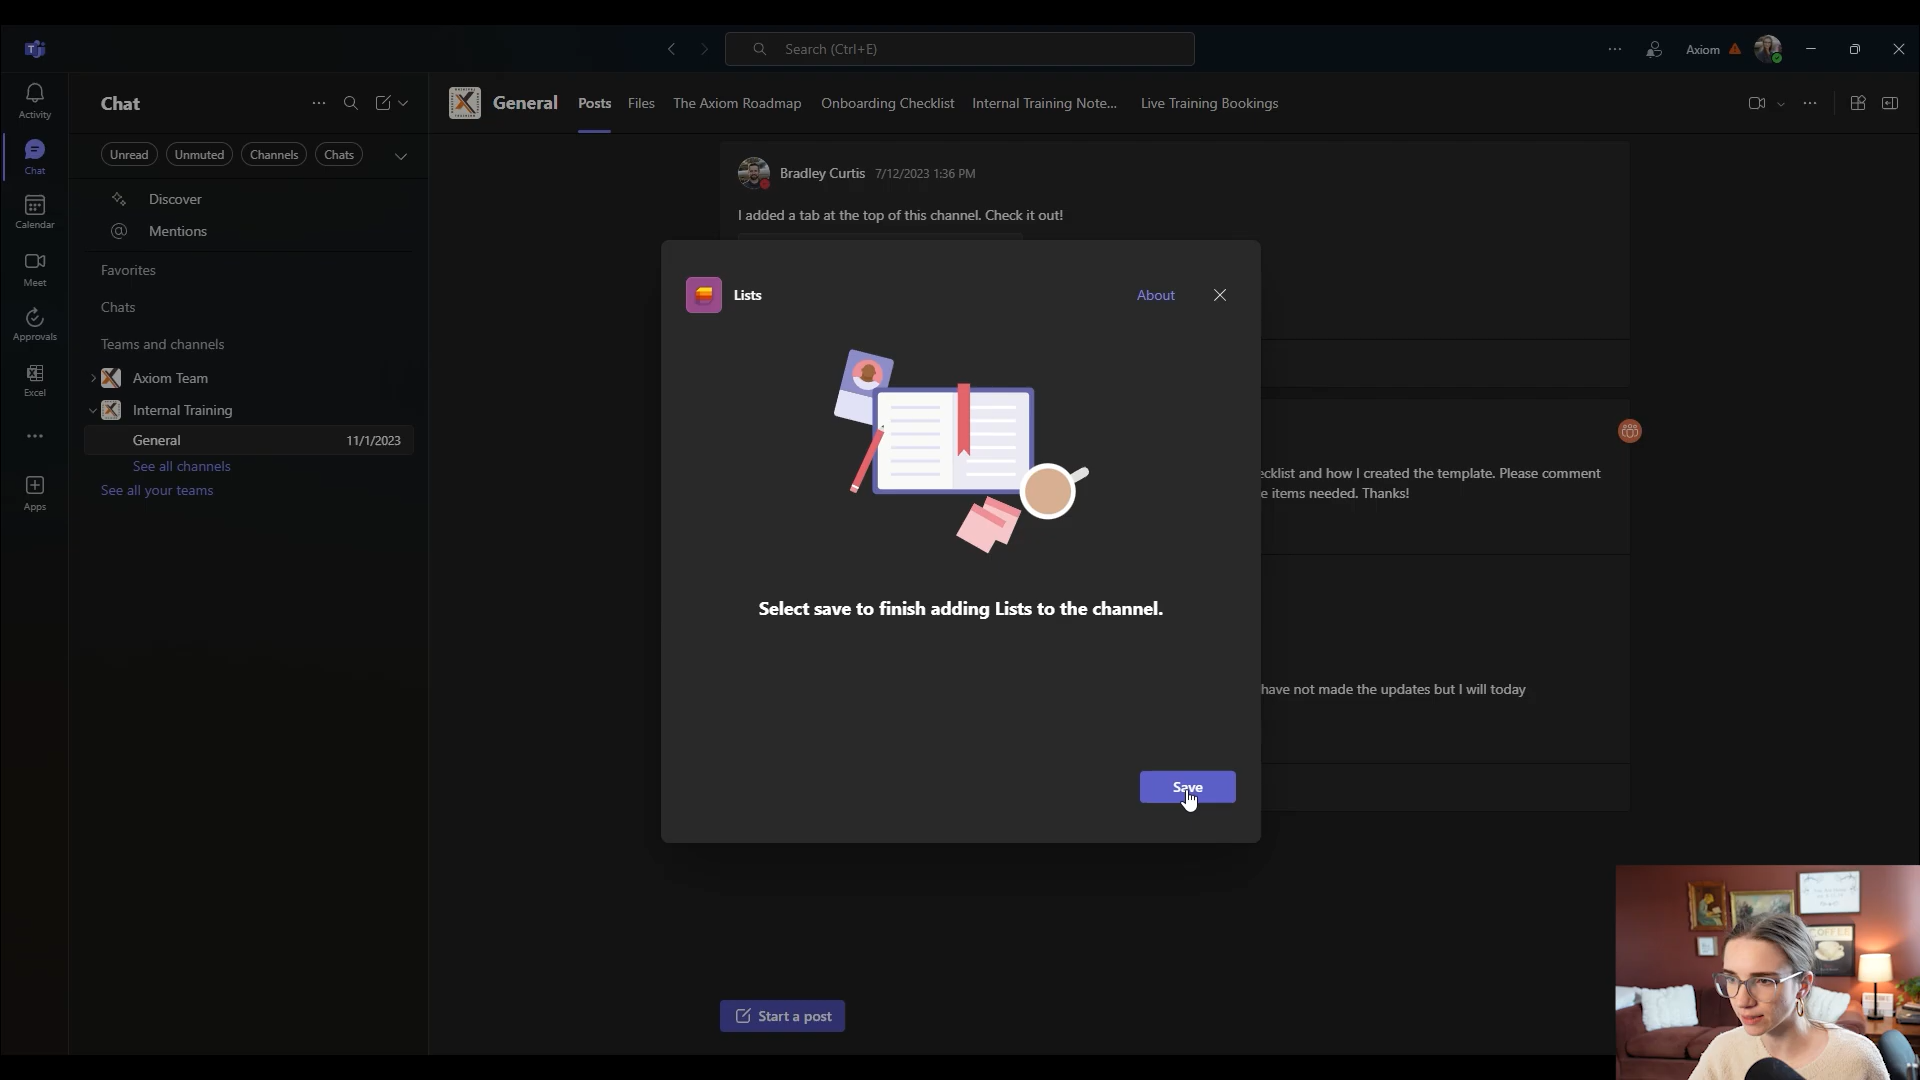 Search (Ctrl+E)
Axiom
Activity
Chat
Calendar
Meet
Approvals
Excel
Apps
Chat
Unread
Unmuted
Channels
Chats
Discover
Mentions
Favorites
Chats
Teams and channels
Axiom Team
Internal Training
General 11/1/2023
See all channels
See all your teams
General Posts Files The Axiom Roadmap Onboarding Checklist Internal Training Note... Live Training Bookings
Bradley Curtis 7/12/2023 1:36 PM
I added a tab at the top of this channel. Check it out!
Lists
About
Select save to finish adding Lists to the channel.
Save
and how I created the template. Please comment
items needed. Thanks!
have not made the updates but I will today
Start a post
COFFEE